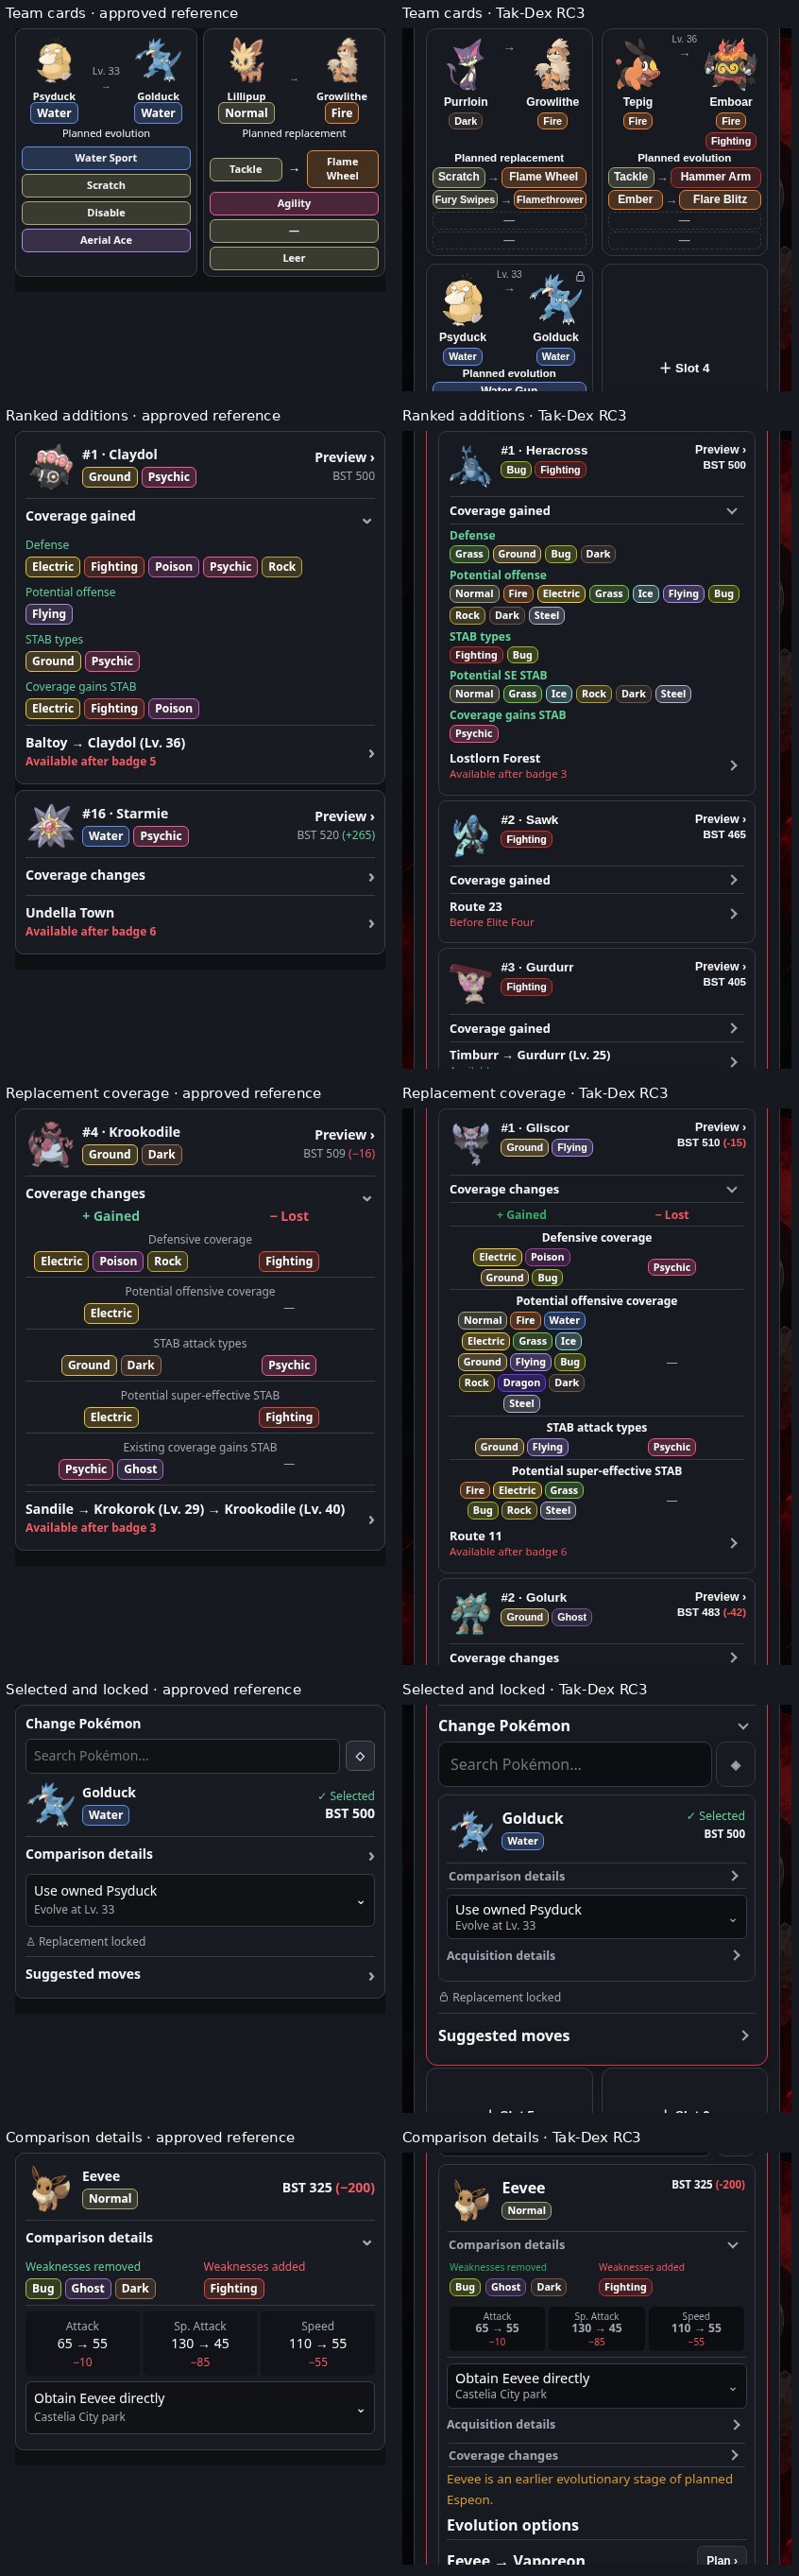 Team cards · approved reference
Psyduck
Water
Lv. 33
→
Golduck
Water
Planned evolution
Water Sport
Scratch
Disable
Aerial Ace
Lillipup
Normal
→
Growlithe
Fire
Planned replacement
Tackle → Flame Wheel
Agility
—
Leer
Team cards · Tak-Dex RC3
Purrloin
Dark
→
Growlithe
Fire
Planned replacement
Scratch → Flame Wheel
Fury Swipes → Flamethrower
—
—
Tepig
Fire
Lv. 36
→
Emboar
Fire
Fighting
Planned evolution
Tackle → Hammer Arm
Ember → Flare Blitz
—
—
Psyduck
Water
Lv. 33
→
Golduck
Water
Planned evolution
Water Gun
+ Slot 4
Ranked additions · approved reference
#1 · Claydol
Ground Psychic
Preview ›
BST 500
Coverage gained
Defense
Electric Fighting Poison Psychic Rock
Potential offense
Flying
STAB types
Ground Psychic
Coverage gains STAB
Electric Fighting Poison
Baltoy → Claydol (Lv. 36)
Available after badge 5
#16 · Starmie
Water Psychic
Preview ›
BST 520 (+265)
Coverage changes
Undella Town
Available after badge 6
Ranked additions · Tak-Dex RC3
#1 · Heracross
Bug Fighting
Preview ›
BST 500
Coverage gained
Defense
Grass Ground Bug Dark
Potential offense
Normal Fire Electric Grass Ice Flying Bug
Rock Dark Steel
STAB types
Fighting Bug
Potential SE STAB
Normal Grass Ice Rock Dark Steel
Coverage gains STAB
Psychic
Lostlorn Forest
Available after badge 3
#2 · Sawk
Fighting
Preview ›
BST 465
Coverage gained
Route 23
Before Elite Four
#3 · Gurdurr
Fighting
Preview ›
BST 405
Coverage gained
Timburr → Gurdurr (Lv. 25)
Replacement coverage · approved reference
#4 · Krookodile
Ground Dark
Preview ›
BST 509 (−16)
Coverage changes
+ Gained − Lost
Defensive coverage
Electric Poison Rock Fighting
Potential offensive coverage
Electric —
STAB attack types
Ground Dark Psychic
Potential super-effective STAB
Electric Fighting
Existing coverage gains STAB
Psychic Ghost —
Sandile → Krokorok (Lv. 29) → Krookodile (Lv. 40)
Available after badge 3
Replacement coverage · Tak-Dex RC3
#1 · Gliscor
Ground Flying
Preview ›
BST 510 (-15)
Coverage changes
+ Gained − Lost
Defensive coverage
Electric Poison
Ground Bug
Psychic
Potential offensive coverage
Normal Fire Water
Electric Grass Ice
Ground Flying Bug
Rock Dragon Dark
Steel
—
STAB attack types
Ground Flying Psychic
Potential super-effective STAB
Fire Electric Grass
Bug Rock Steel
—
Route 11
Available after badge 6
#2 · Golurk
Ground Ghost
Preview ›
BST 483 (-42)
Coverage changes
Selected and locked · approved reference
Change Pokémon
Search Pokémon...
Golduck
Water
✓ Selected
BST 500
Comparison details
Use owned Psyduck
Evolve at Lv. 33
Replacement locked
Suggested moves
Selected and locked · Tak-Dex RC3
Change Pokémon
Search Pokémon...
Golduck
Water
✓ Selected
BST 500
Comparison details
Use owned Psyduck
Evolve at Lv. 33
Acquisition details
Replacement locked
Suggested moves
Comparison details · approved reference
Eevee
Normal
BST 325 (−200)
Comparison details
Weaknesses removed Weaknesses added
Bug Ghost Dark Fighting
Attack Sp. Attack Speed
65 → 55 130 → 45 110 → 55
−10 −85 −55
Obtain Eevee directly
Castelia City park
Comparison details · Tak-Dex RC3
Eevee
Normal
BST 325 (-200)
Comparison details
Weaknesses removed Weaknesses added
Bug Ghost Dark Fighting
Attack Sp. Attack Speed
65 → 55 130 → 45 110 → 55
−10 −85 −55
Obtain Eevee directly
Castelia City park
Acquisition details
Coverage changes
Eevee is an earlier evolutionary stage of planned
Espeon.
Evolution options
Eevee → Vaporeon
Plan ›